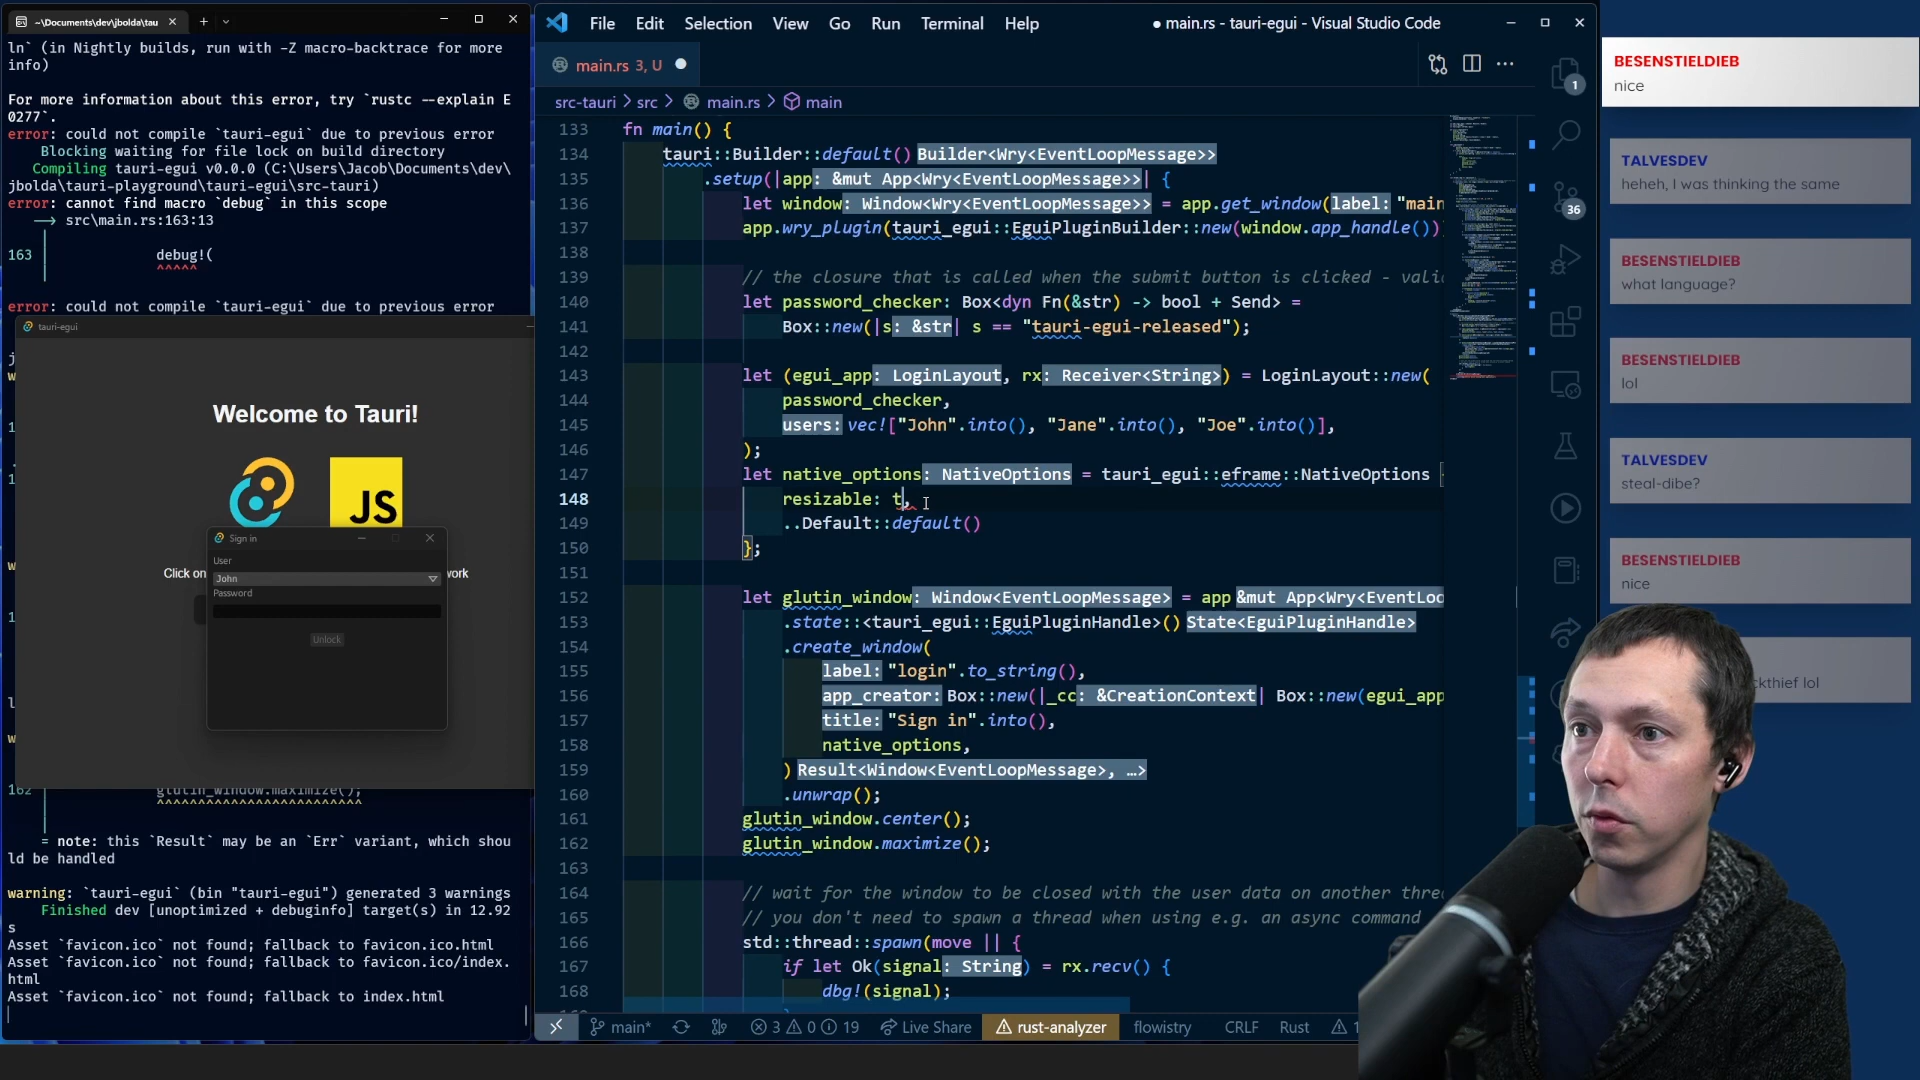 ~\Documents\dev\jbolda\tau
ln` (in Nightly builds, run with -Z macro-backtrace for more
info)
For more information about this error, try `rustc --explain E
0277`.
error: could not compile `tauri-egui` due to previous error
Blocking waiting for file lock on build directory
Compiling tauri-egui v0.0.0 (C:\Users\Jacob\Documents\dev\
jbolda\tauri-playground\tauri-egui\src-tauri)
error: cannot find macro `debug` in this scope
--> src\main.rs:163:13
163 | debug!(
^^^^^
error: could not compile `tauri-egui` due to previous error
tauri-egui
Welcome to Tauri!
JS
Click on
work
Sign in
User
John
Password
Unlock
162 glutin_window.maximize();
^^^^^^^^^^^^^^^^^^^^^^^^^
= note: this `Result` may be an `Err` variant, which shou
ld be handled
warning: `tauri-egui` (bin "tauri-egui") generated 3 warnings
Finished dev [unoptimized + debuginfo] target(s) in 12.92
s
Asset `favicon.ico` not found; fallback to favicon.ico.html
Asset `favicon.ico` not found; fallback to favicon.ico/index.
html
Asset `favicon.ico` not found; fallback to index.html
File Edit Selection View Go Run Terminal Help
● main.rs - tauri-egui - Visual Studio Code
main.rs 3, U
src-tauri > src > main.rs > main
133 fn main() {
134 tauri::Builder::default() Builder<Wry<EventLoopMessage>>
135 .setup(|app: &mut App<Wry<EventLoopMessage>>| {
136 let window: Window<Wry<EventLoopMessage>> = app.get_window(label: "main
137 app.wry_plugin(tauri_egui::EguiPluginBuilder::new(window.app_handle())
138
139 // the closure that is called when the submit button is clicked - vali
140 let password_checker: Box<dyn Fn(&str) -> bool + Send> =
141 Box::new(|s: &str| s == "tauri-egui-released");
142
143 let (egui_app: LoginLayout, rx: Receiver<String>) = LoginLayout::new(
144 password_checker,
145 users: vec!["John".into(), "Jane".into(), "Joe".into()],
146 );
147 let native_options: NativeOptions = tauri_egui::eframe::NativeOptions {
148 resizable: t,
149 ..Default::default()
150 };
151
152 let glutin_window: Window<EventLoopMessage> = app &mut App<Wry<EventLoo
153 .state::<tauri_egui::EguiPluginHandle>() State<EguiPluginHandle>
154 .create_window(
155 label: "login".to_string(),
156 app_creator: Box::new(|_cc: &CreationContext| Box::new(egui_app
157 title: "Sign in".into(),
158 native_options,
159 ) Result<Window<EventLoopMessage>, …>
160 .unwrap();
161 glutin_window.center();
162 glutin_window.maximize();
163
164 // wait for the window to be closed with the user data on another thre
165 // you don't need to spawn a thread when using e.g. an async command
166 std::thread::spawn(move || {
167 if let Ok(signal: String) = rx.recv() {
168 dbg!(signal);
main* 3 0 19 Live Share rust-analyzer flowistry CRLF Rust 1
1
36
BESENSTIELDIEB
nice
TALVESDEV
heheh, I was thinking the same
BESENSTIELDIEB
what language?
BESENSTIELDIEB
lol
TALVESDEV
steal-dibe?
BESENSTIELDIEB
nice
ckthief lol